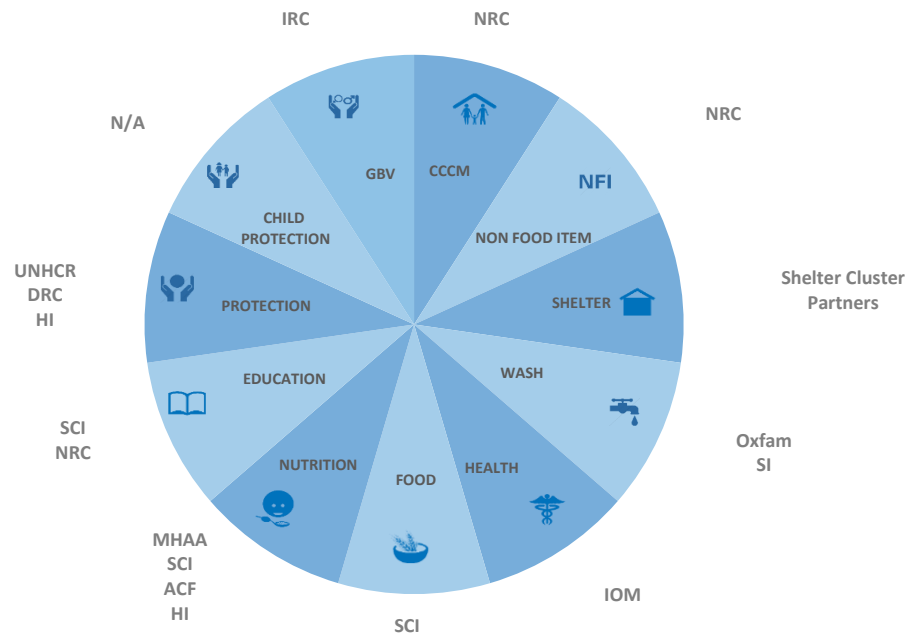 IRC
NRC
N/A
NRC
GBV
CCCM
NFI
CHILD
PROTECTION
NON FOOD ITEM
UNHCR
DRC
HI
PROTECTION
SHELTER
Shelter Cluster
Partners
EDUCATION
WASH
SCI
NRC
Oxfam
SI
NUTRITION
FOOD
HEALTH
MHAA
SCI
ACF
HI
IOM
SCI